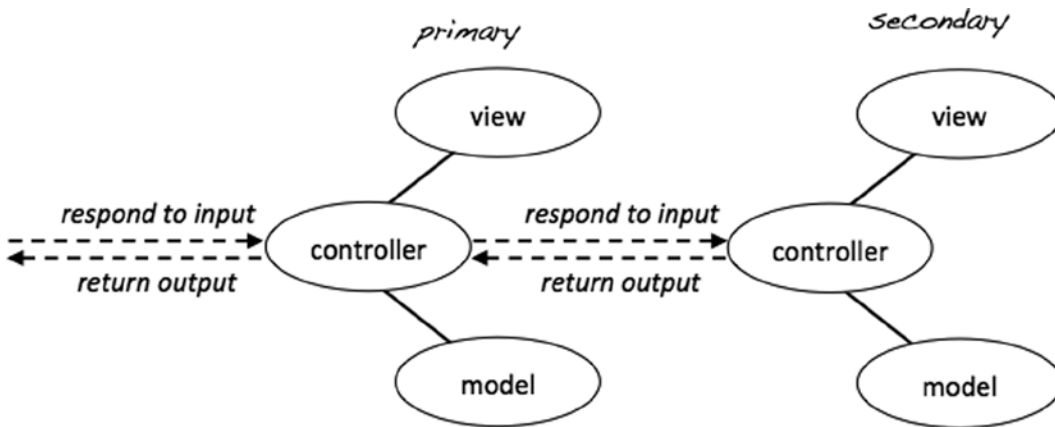 primary
secondary
view
view
respond to input
respond to input
controller
controller
return output
return output
model
model